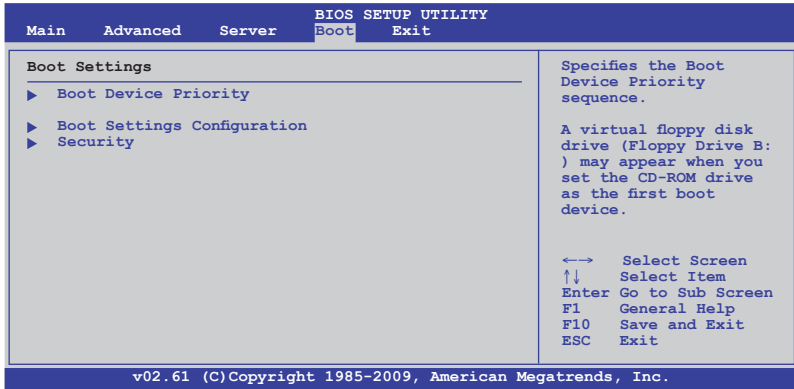 BIOS SETUP UTILITY
Main Advanced Server Boot Exit
Boot Settings
Boot Device Priority
Boot Settings Configuration
Security
Specifies the Boot
Device Priority
sequence.
A virtual floppy disk
drive (Floppy Drive B:
) may appear when you
set the CD-ROM drive
as the first boot
device.
←→ Select Screen
↑↓ Select Item
Enter Go to Sub Screen
F1 General Help
F10 Save and Exit
ESC Exit
v02.61 (C)Copyright 1985-2009, American Megatrends, Inc.